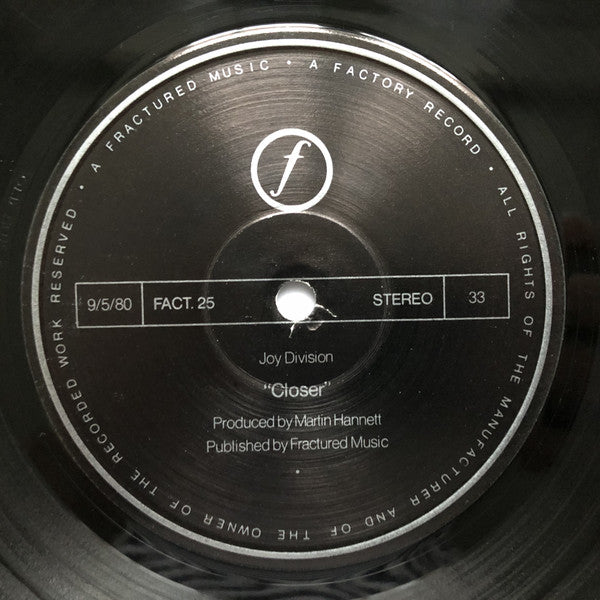 A FRACTURED MUSIC • A FACTORY RECORD • ALL RIGHTS OF THE MANUFACTURER AND OF THE OWNER OF THE RECORDED WORK RESERVED •
f
9/5/80 FACT. 25 STEREO 33
Joy Division
"Closer"
Produced by Martin Hannett
Published by Fractured Music